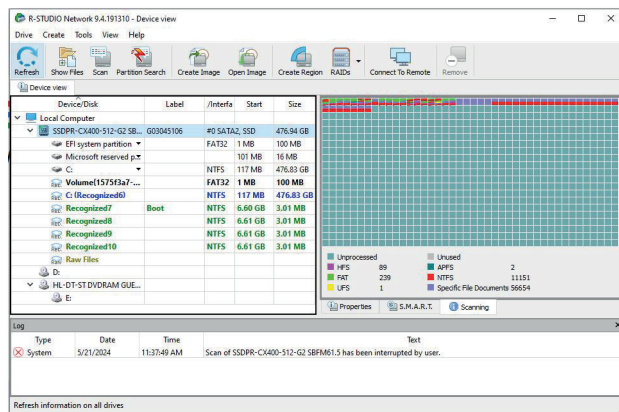 R-STUDIO Network 9.4.191310 - Device view
Drive Create Tools View Help
Refresh Show Files Scan Partition Search Create Image Open Image Create Region RAIDs Connect To Remote Remove
Device view
Device/Disk Label /Interfa Start Size
Local Computer
SSDPR-CX400-512-G2 SB... G03045106 #0 SATA2, SSD 476.94 GB
EFI system partition FAT32 1 MB 100 MB
Microsoft reserved p... 101 MB 16 MB
C: NTFS 117 MB 476.83 GB
Volume(1575f3a7-... FAT32 1 MB 100 MB
C: (Recognized6) NTFS 117 MB 476.83 GB
Recognized7 Boot NTFS 6.60 GB 3.01 MB
Recognized8 NTFS 6.61 GB 3.01 MB
Recognized9 NTFS 6.61 GB 3.01 MB
Recognized10 NTFS 6.61 GB 3.01 MB
Raw Files
D:
HL-DT-ST DVDRAM GUE...
E:
Unprocessed Unused
HFS 89 APFS 2
FAT 239 NTFS 11151
UFS 1 Specific File Documents 56654
Properties S.M.A.R.T. Scanning
Log
Type Date Time Text
System 5/21/2024 11:37:49 AM Scan of SSDPR-CX400-512-G2 SBFM61.5 has been interrupted by user.
Refresh information on all drives